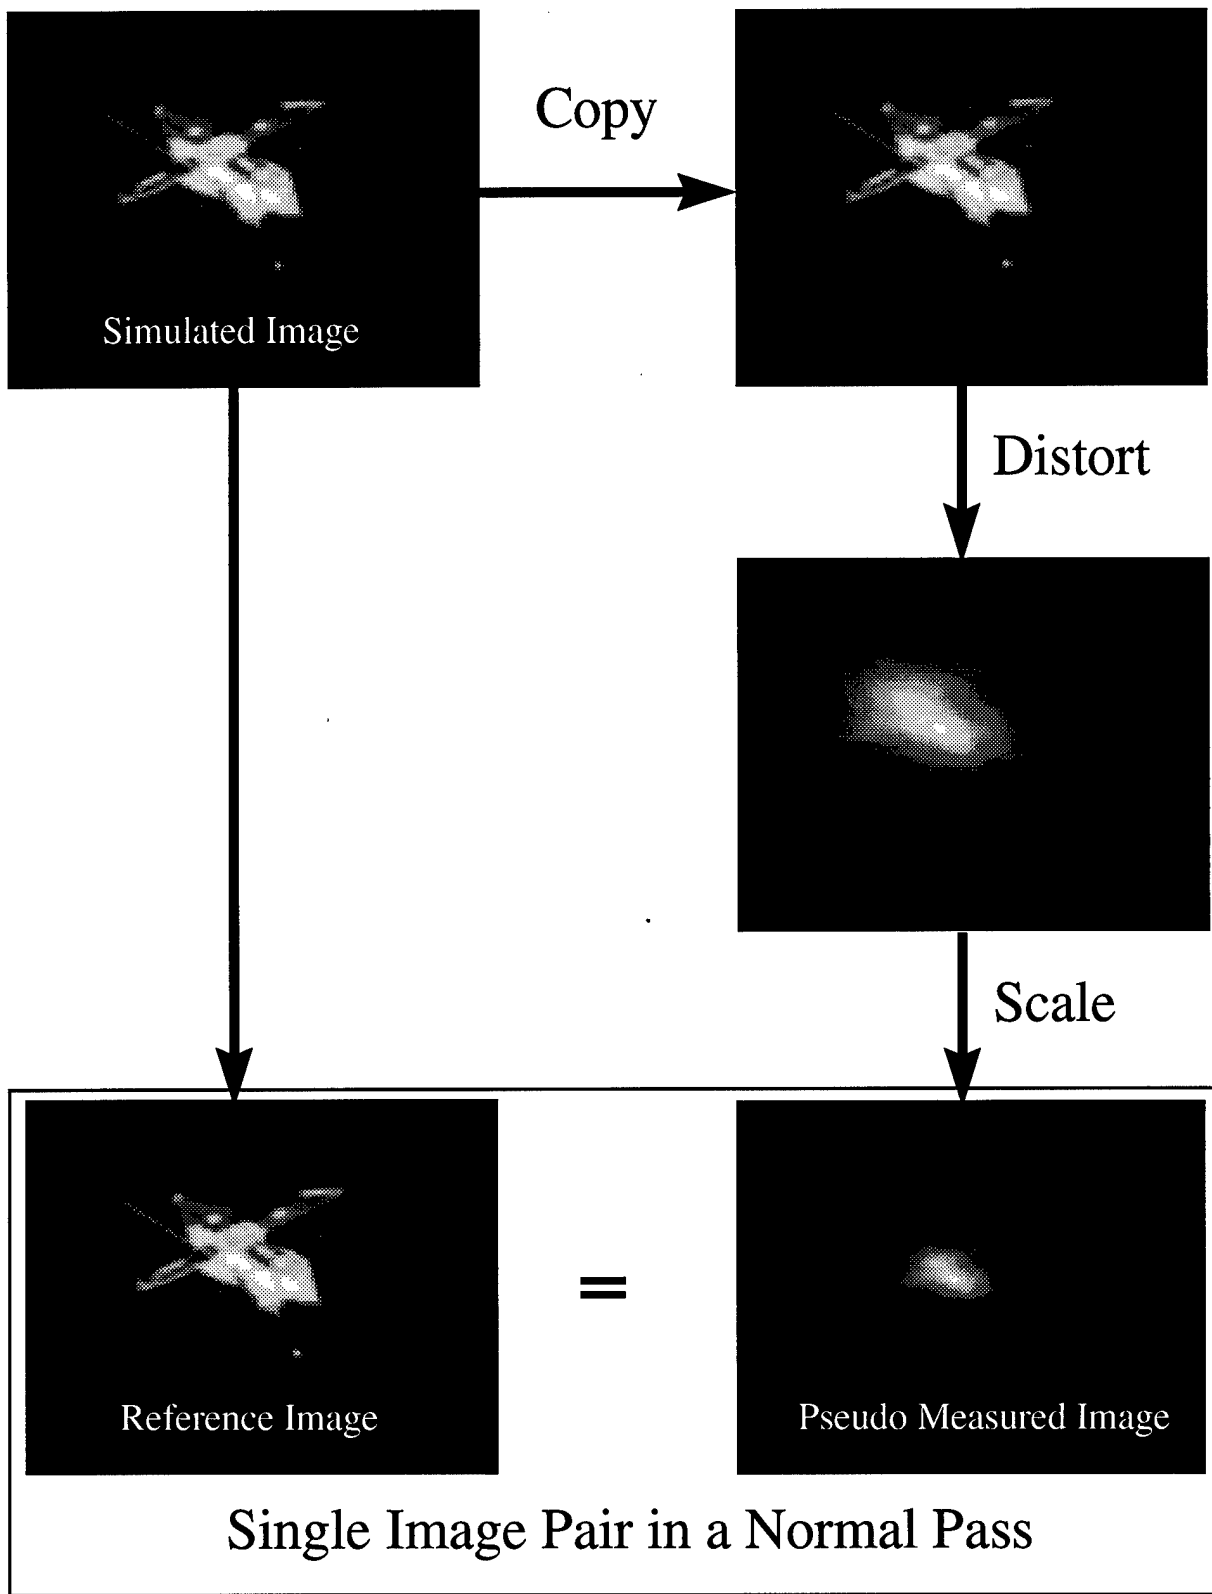 Copy
Simulated Image
Distort
Scale
=
Reference Image
Pseudo Measured Image
Single Image Pair in a Normal Pass